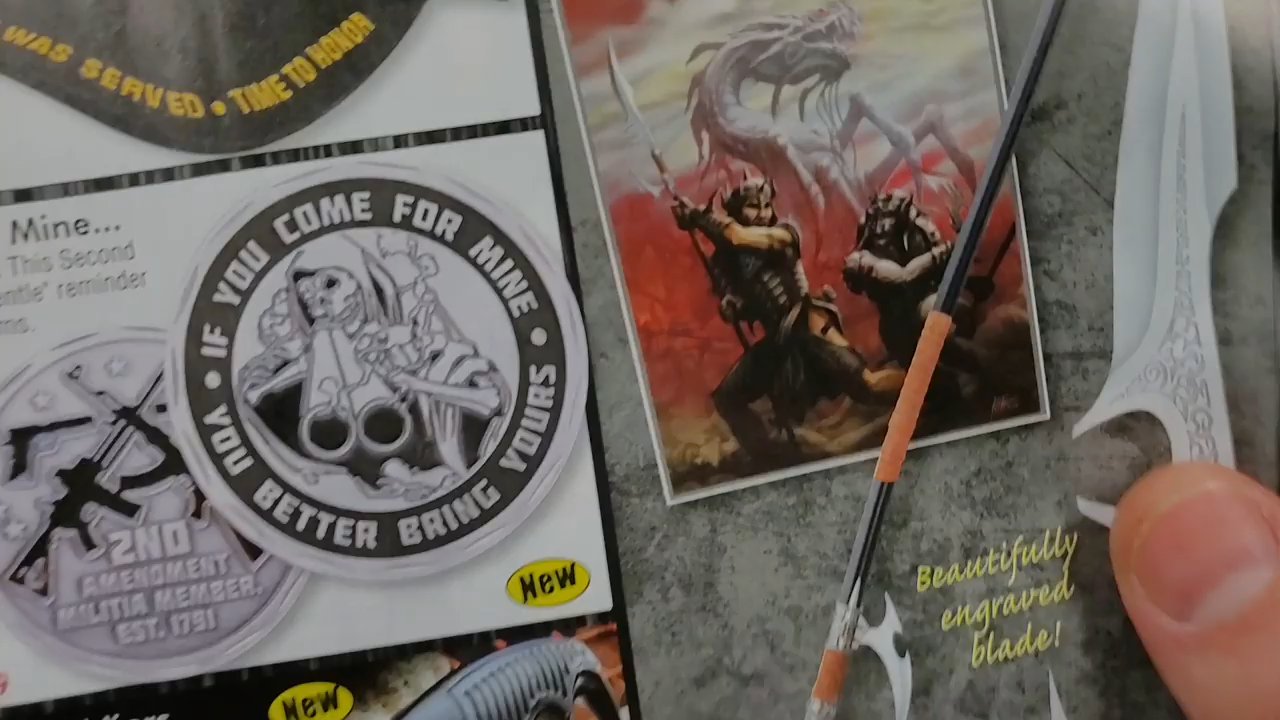 WAS SERVED • TIME TO HONOR
Mine...
This Second
reminder
• IF YOU COME FOR MINE •
YOU BETTER BRING YOURS
2ND
AMENDMENT
MILITIA MEMBER.
EST. 1791
New
New
Beautifully
engraved
blade!